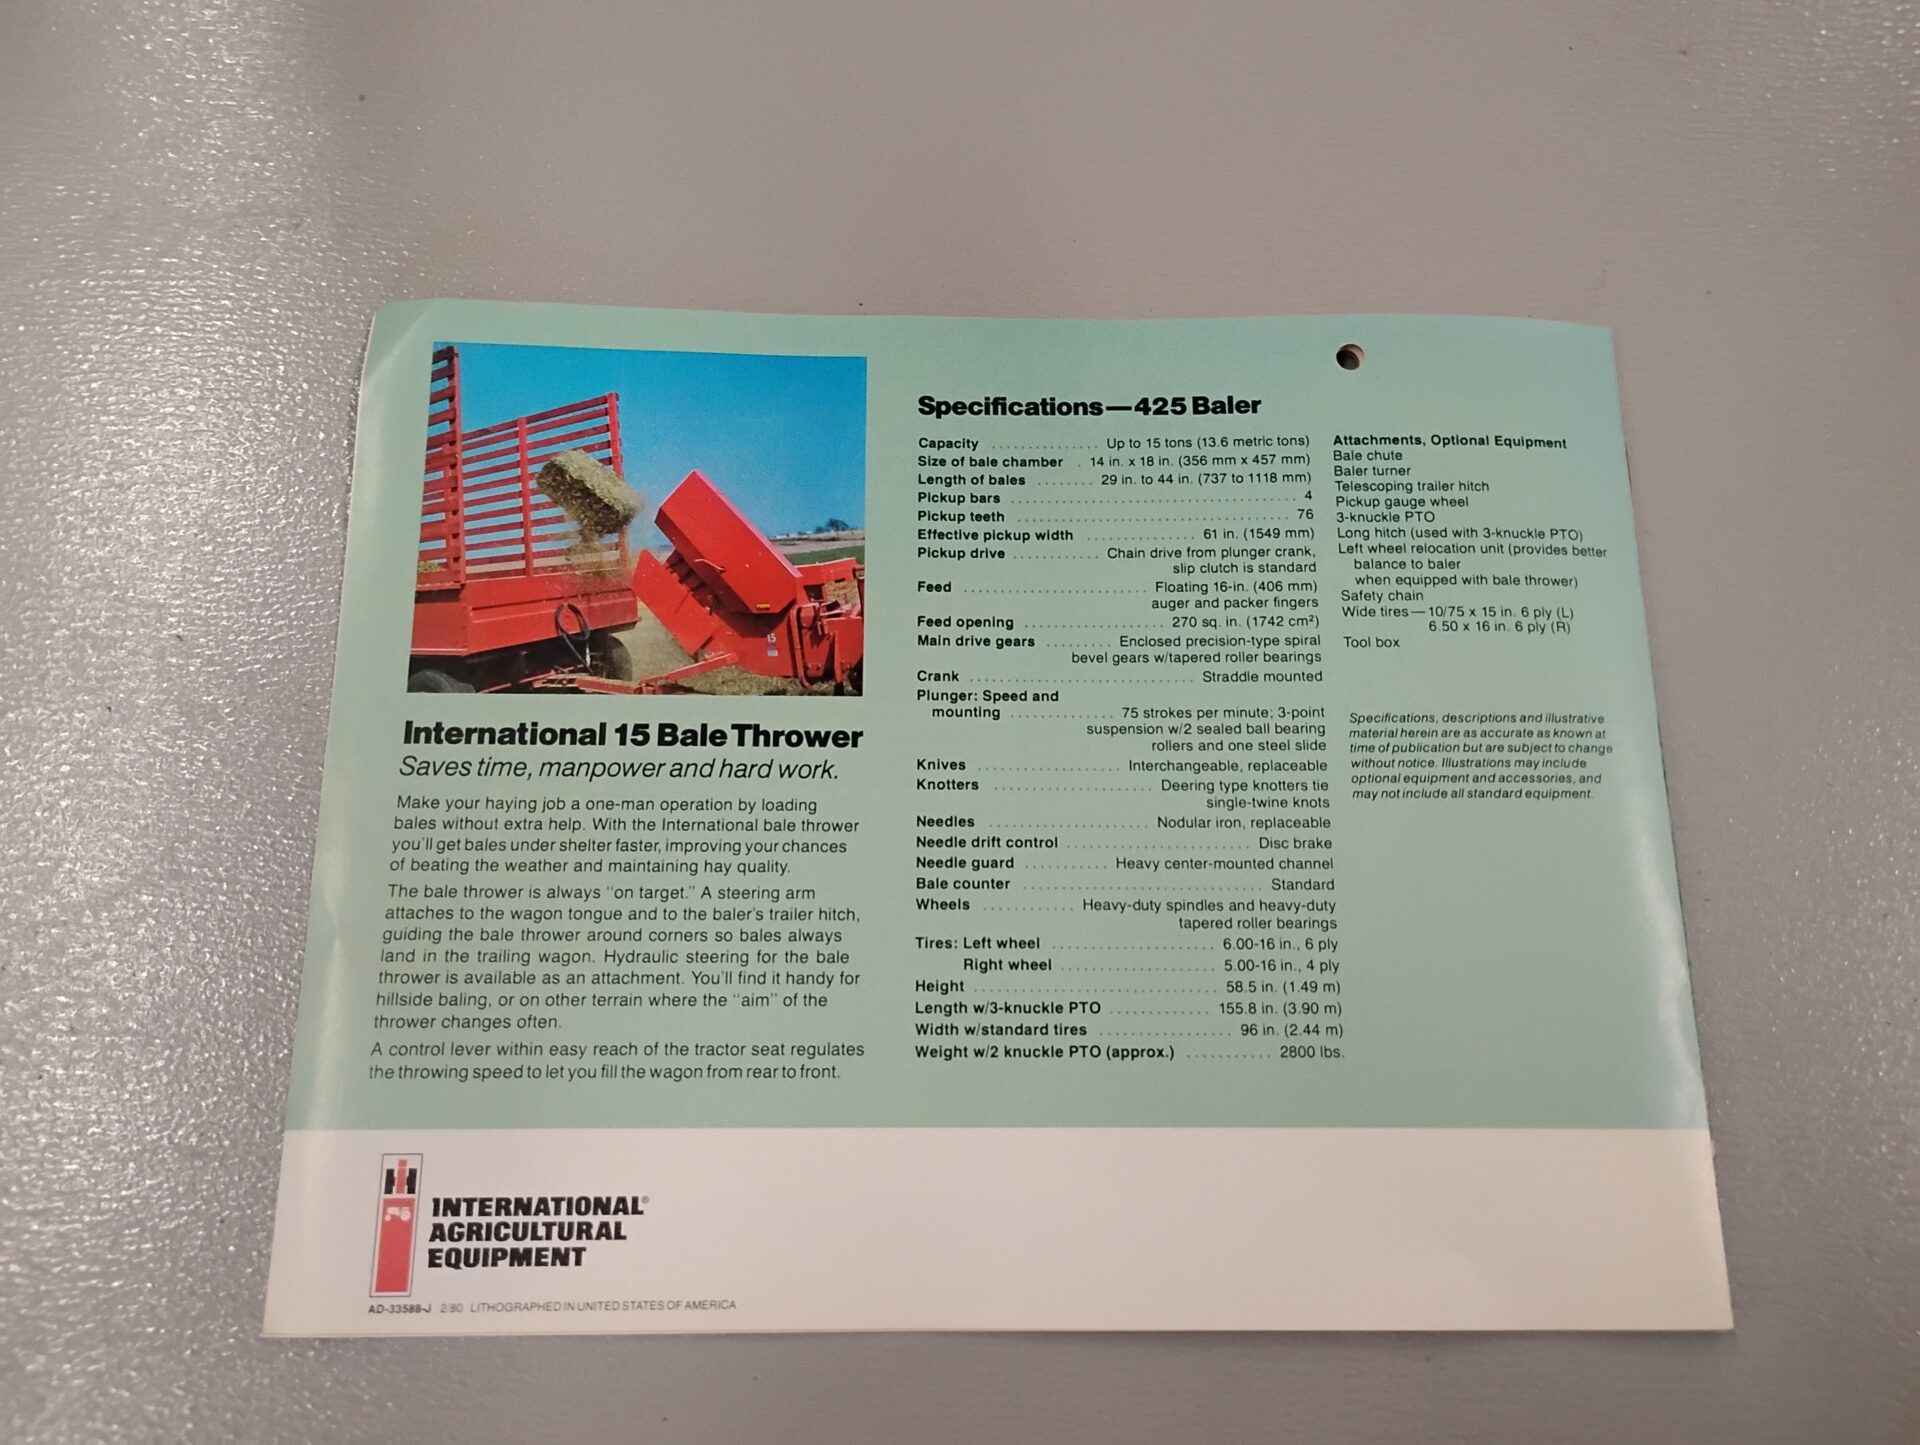 International 15 Bale Thrower
Saves time, manpower and hard work.
Make your haying job a one-man operation by loading
bales without extra help. With the International bale thrower
you'll get bales under shelter faster, improving your chances
of beating the weather and maintaining hay quality.
The bale thrower is always "on target." A steering arm
attaches to the wagon tongue and to the baler's trailer hitch,
guiding the bale thrower around corners so bales always
land in the trailing wagon. Hydraulic steering for the bale
thrower is available as an attachment. You'll find it handy for
hillside baling, or on other terrain where the "aim" of the
thrower changes often.
A control lever within easy reach of the tractor seat regulates
the throwing speed to let you fill the wagon from rear to front.
Specifications—425 Baler
Capacity ............... Up to 15 tons (13.6 metric tons)
Size of bale chamber . 14 in. x 18 in. (356 mm x 457 mm)
Length of bales ........ 29 in. to 44 in. (737 to 1118 mm)
Pickup bars ........................................ 4
Pickup teeth ...................................... 76
Effective pickup width ............... 61 in. (1549 mm)
Pickup drive ............ Chain drive from plunger crank,
slip clutch is standard
Feed ......................... Floating 16-in. (406 mm)
auger and packer fingers
Feed opening ................... 270 sq. in. (1742 cm²)
Main drive gears ......... Enclosed precision-type spiral
bevel gears w/tapered roller bearings
Crank ............................... Straddle mounted
Plunger: Speed and
mounting .............. 75 strokes per minute; 3-point
suspension w/2 sealed ball bearing
rollers and one steel slide
Knives ................... Interchangeable, replaceable
Knotters ..................... Deering type knotters tie
single-twine knots
Needles ..................... Nodular iron, replaceable
Needle drift control ........................ Disc brake
Needle guard ........... Heavy center-mounted channel
Bale counter ................................ Standard
Wheels ............ Heavy-duty spindles and heavy-duty
tapered roller bearings
Tires: Left wheel ..................... 6.00-16 in., 6 ply
Right wheel .................... 5.00-16 in., 4 ply
Height ............................... 58.5 in. (1.49 m)
Length w/3-knuckle PTO ............. 155.8 in. (3.90 m)
Width w/standard tires ................. 96 in. (2.44 m)
Weight w/2 knuckle PTO (approx.) ........... 2800 lbs.
Attachments, Optional Equipment
Bale chute
Baler turner
Telescoping trailer hitch
Pickup gauge wheel
3-knuckle PTO
Long hitch (used with 3-knuckle PTO)
Left wheel relocation unit (provides better
balance to baler
when equipped with bale thrower)
Safety chain
Wide tires—10/75 x 15 in. 6 ply (L)
6.50 x 16 in. 6 ply (R)
Tool box
Specifications, descriptions and illustrative
material herein are as accurate as known at
time of publication but are subject to change
without notice. Illustrations may include
optional equipment and accessories, and
may not include all standard equipment.
15
IH
INTERNATIONAL®
AGRICULTURAL
EQUIPMENT
AD-33588-J 2/80 LITHOGRAPHED IN UNITED STATES OF AMERICA